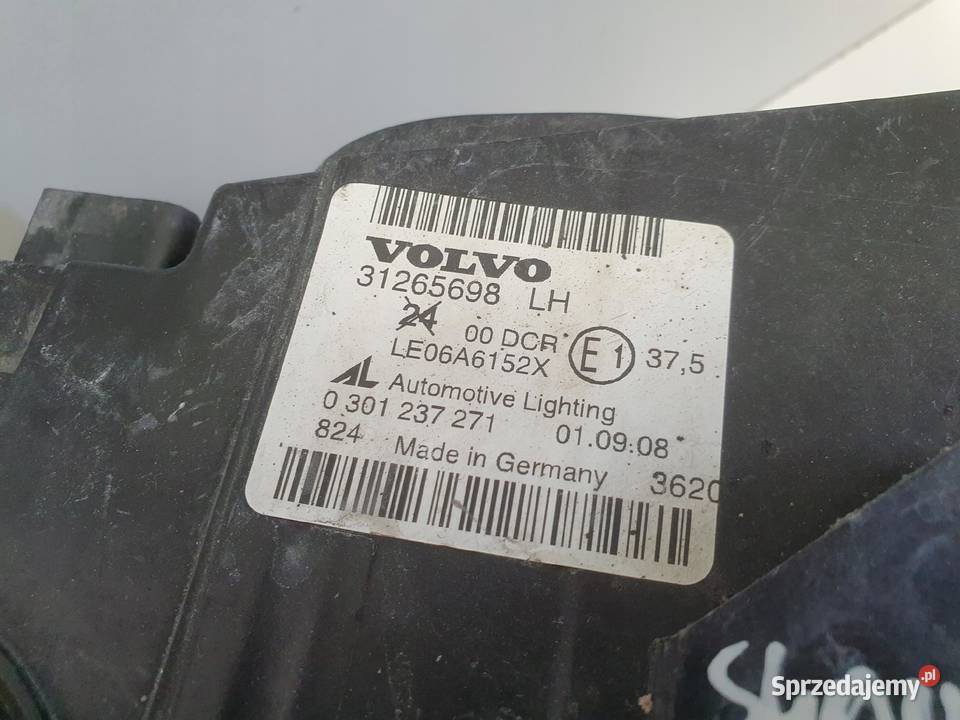 VOLVO
31265698 LH
24 00 DCR E1 37,5
LE06A6152X
AL Automotive Lighting
0 301 237 271 01.09.08
824 Made in Germany 3620
Sprzedajemy.pl